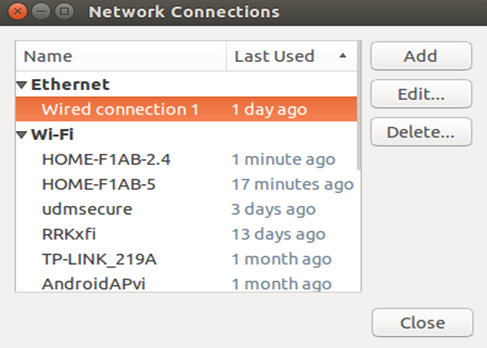 Network Connections
Name Last Used
Add
Ethernet
Wired connection 1 1 day ago
Edit...
Wi-Fi
Delete...
HOME-F1AB-2.4 1 minute ago
HOME-F1AB-5 17 minutes ago
udmsecure 3 days ago
RRKxfi 13 days ago
TP-LINK_219A 1 month ago
AndroidAPvi 1 month ago
Close